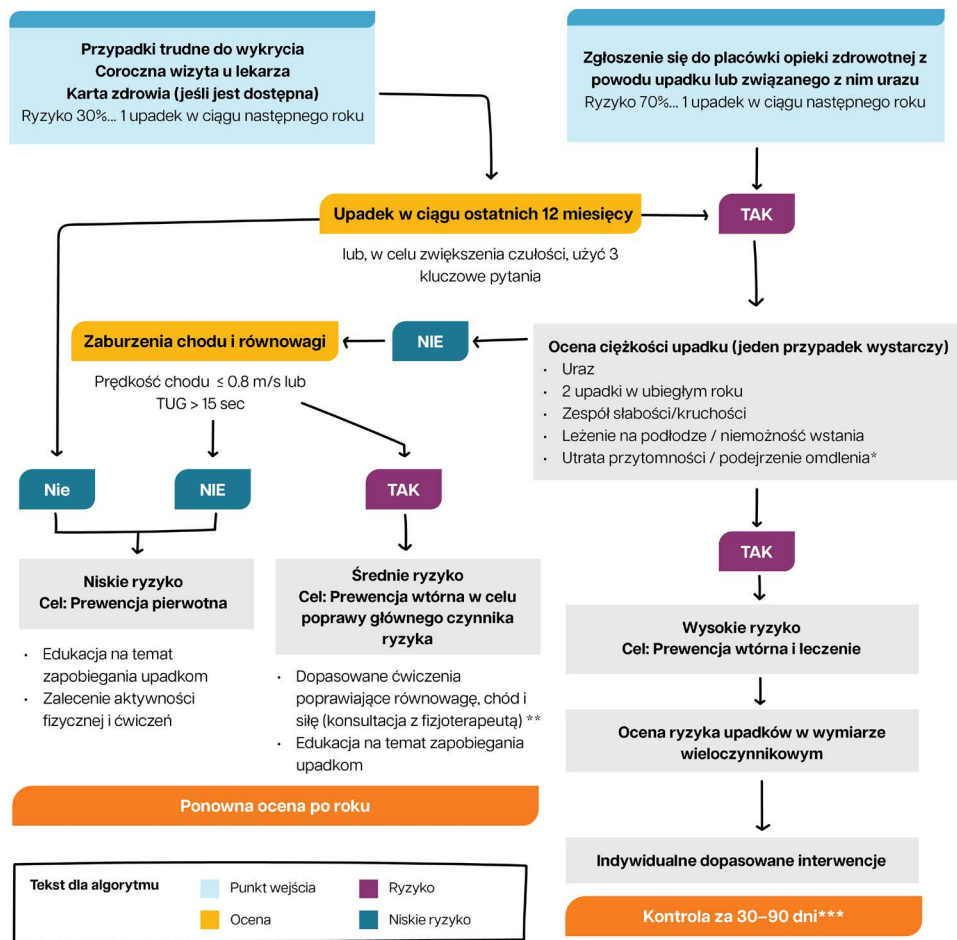 Przypadki trudne do wykrycia
Coroczna wizyta u lekarza
Karta zdrowia (jeśli jest dostępna)
Ryzyko 30%... 1 upadek w ciągu następnego roku
Zgłoszenie się do placówki opieki zdrowotnej z
powodu upadku lub związanego z nim urazu
Ryzyko 70%... 1 upadek w ciągu następnego roku
Upadek w ciągu ostatnich 12 miesięcy
TAK
lub, w celu zwiększenia czułości, użyć 3
kluczowe pytania
Zaburzenia chodu i równowagi
NIE
Prędkość chodu ≤ 0.8 m/s lub
TUG > 15 sec
Ocena ciężkości upadku (jeden przypadek wystarczy)
· Uraz
· 2 upadki w ubiegłym roku
· Zespół słabości/kruchości
· Leżenie na podłodze / niemożność wstania
· Utrata przytomności / podejrzenie omdlenia*
Nie
NIE
TAK
TAK
Niskie ryzyko
Cel: Prewencja pierwotna
· Edukacja na temat
zapobiegania upadkom
· Zalecenie aktywności
fizycznej i ćwiczeń
Średnie ryzyko
Cel: Prewencja wtórna w celu
poprawy głównego czynnika
ryzyka
· Dopasowane ćwiczenia
poprawiające równowagę, chód i
siłę (konsultacja z fizjoterapeutą) **
· Edukacja na temat zapobiegania
upadkom
Wysokie ryzyko
Cel: Prewencja wtórna i leczenie
Ocena ryzyka upadków w wymiarze
wieloczynnikowym
Ponowna ocena po roku
Indywidualne dopasowane interwencje
Kontrola za 30–90 dni***
Tekst dla algorytmu
Punkt wejścia
Ryzyko
Ocena
Niskie ryzyko